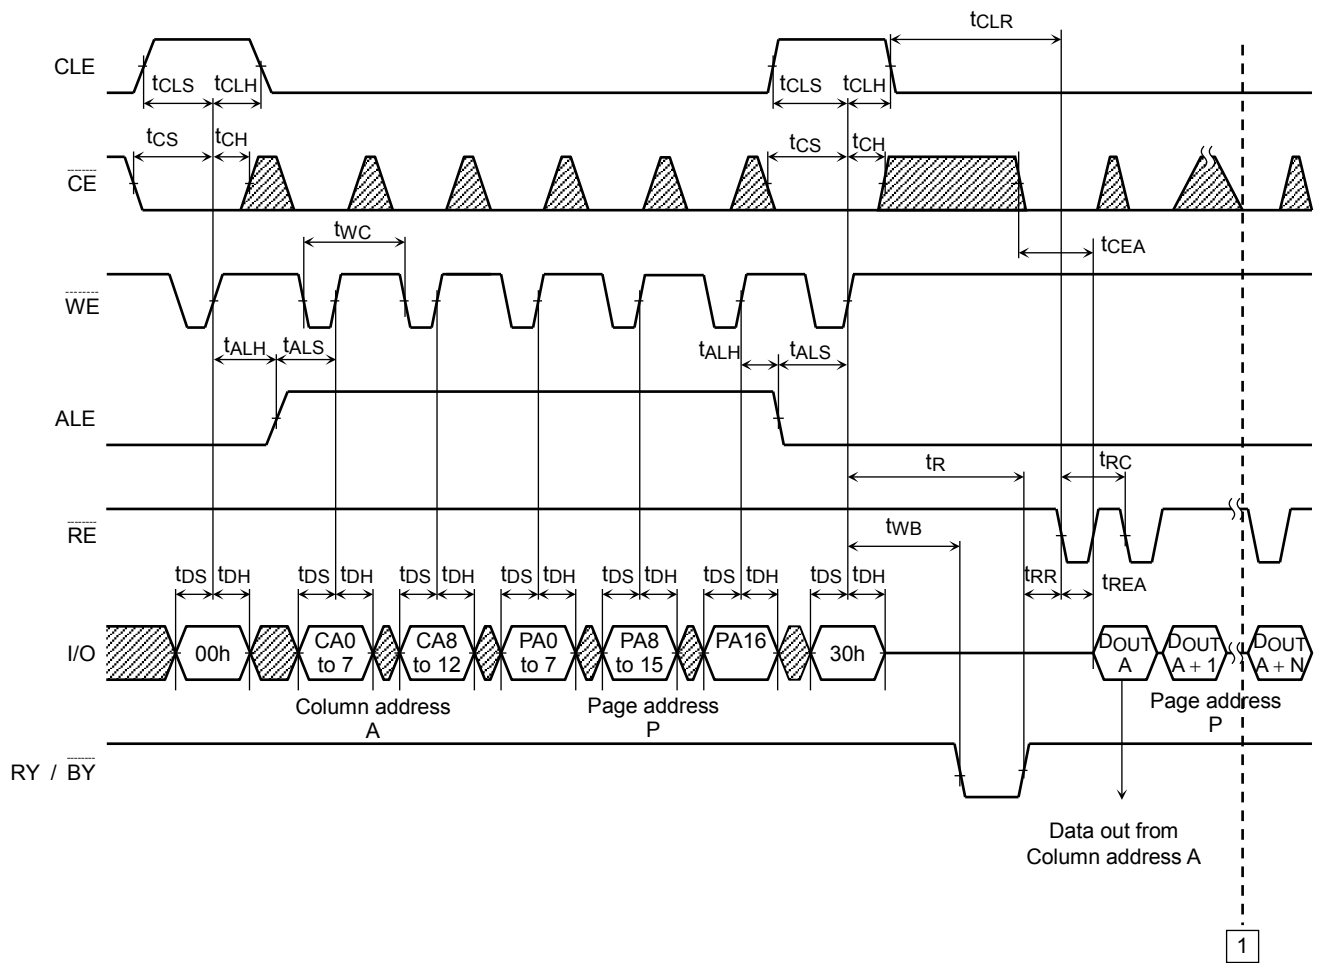 tCLR
CLE
tCLS tCLH tCLS tCLH
tCS tCH tCS tCH
CE
tWC tCEA
WE
tALH tALS tALH tALS
ALE
tR tRC
RE
tWB
tDS tDH tDS tDH tDS tDH tDS tDH tDS tDH tDS tDH tDS tDH tRR tREA
I/O 00h CA0 to 7 CA8 to 12 PA0 to 7 PA8 to 15 PA16 30h DOUT A DOUT A + 1 DOUT A + N
Column address A
Page address P
Page address P
RY / BY
Data out from
Column address A
1